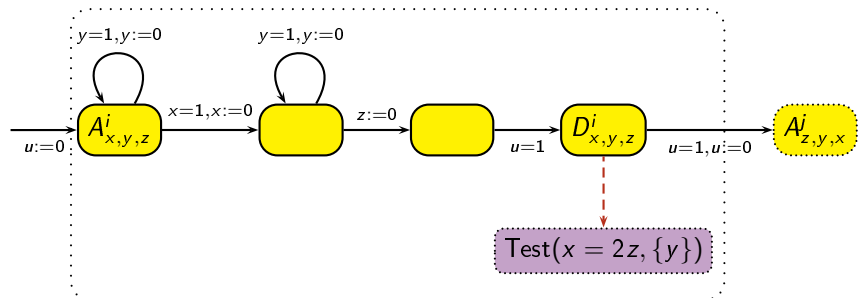 y=1,y:=0
y=1,y:=0
x=1,x:=0
z:=0
u:=0
A^i_{x,y,z}
u=1
D^i_{x,y,z}
u=1,u:=0
A^j_{z,y,x}
Test(x = 2z, {y})